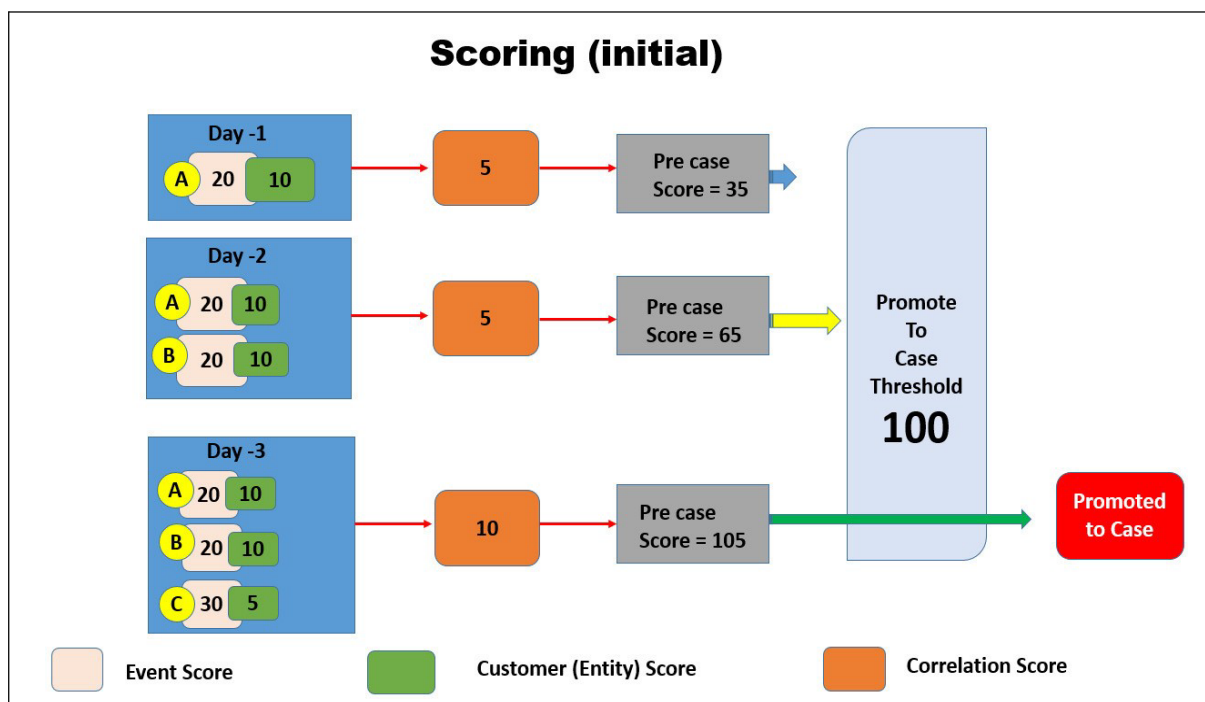 Scoring (initial)
Day -1
A 20 10
5
Pre case
Score = 35
Day -2
A 20 10
B 20 10
5
Pre case
Score = 65
Day -3
A 20 10
B 20 10
C 30 5
10
Pre case
Score = 105
Promote
To
Case
Threshold
100
Promoted
to Case
Event Score
Customer (Entity) Score
Correlation Score